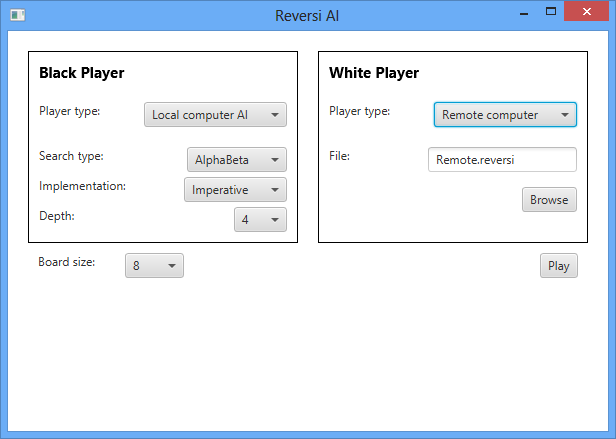 Reversi AI
Black Player
Player type: Local computer AI
Search type: AlphaBeta
Implementation: Imperative
Depth: 4
White Player
Player type: Remote computer
File: Remote.reversi
Browse
Board size: 8
Play